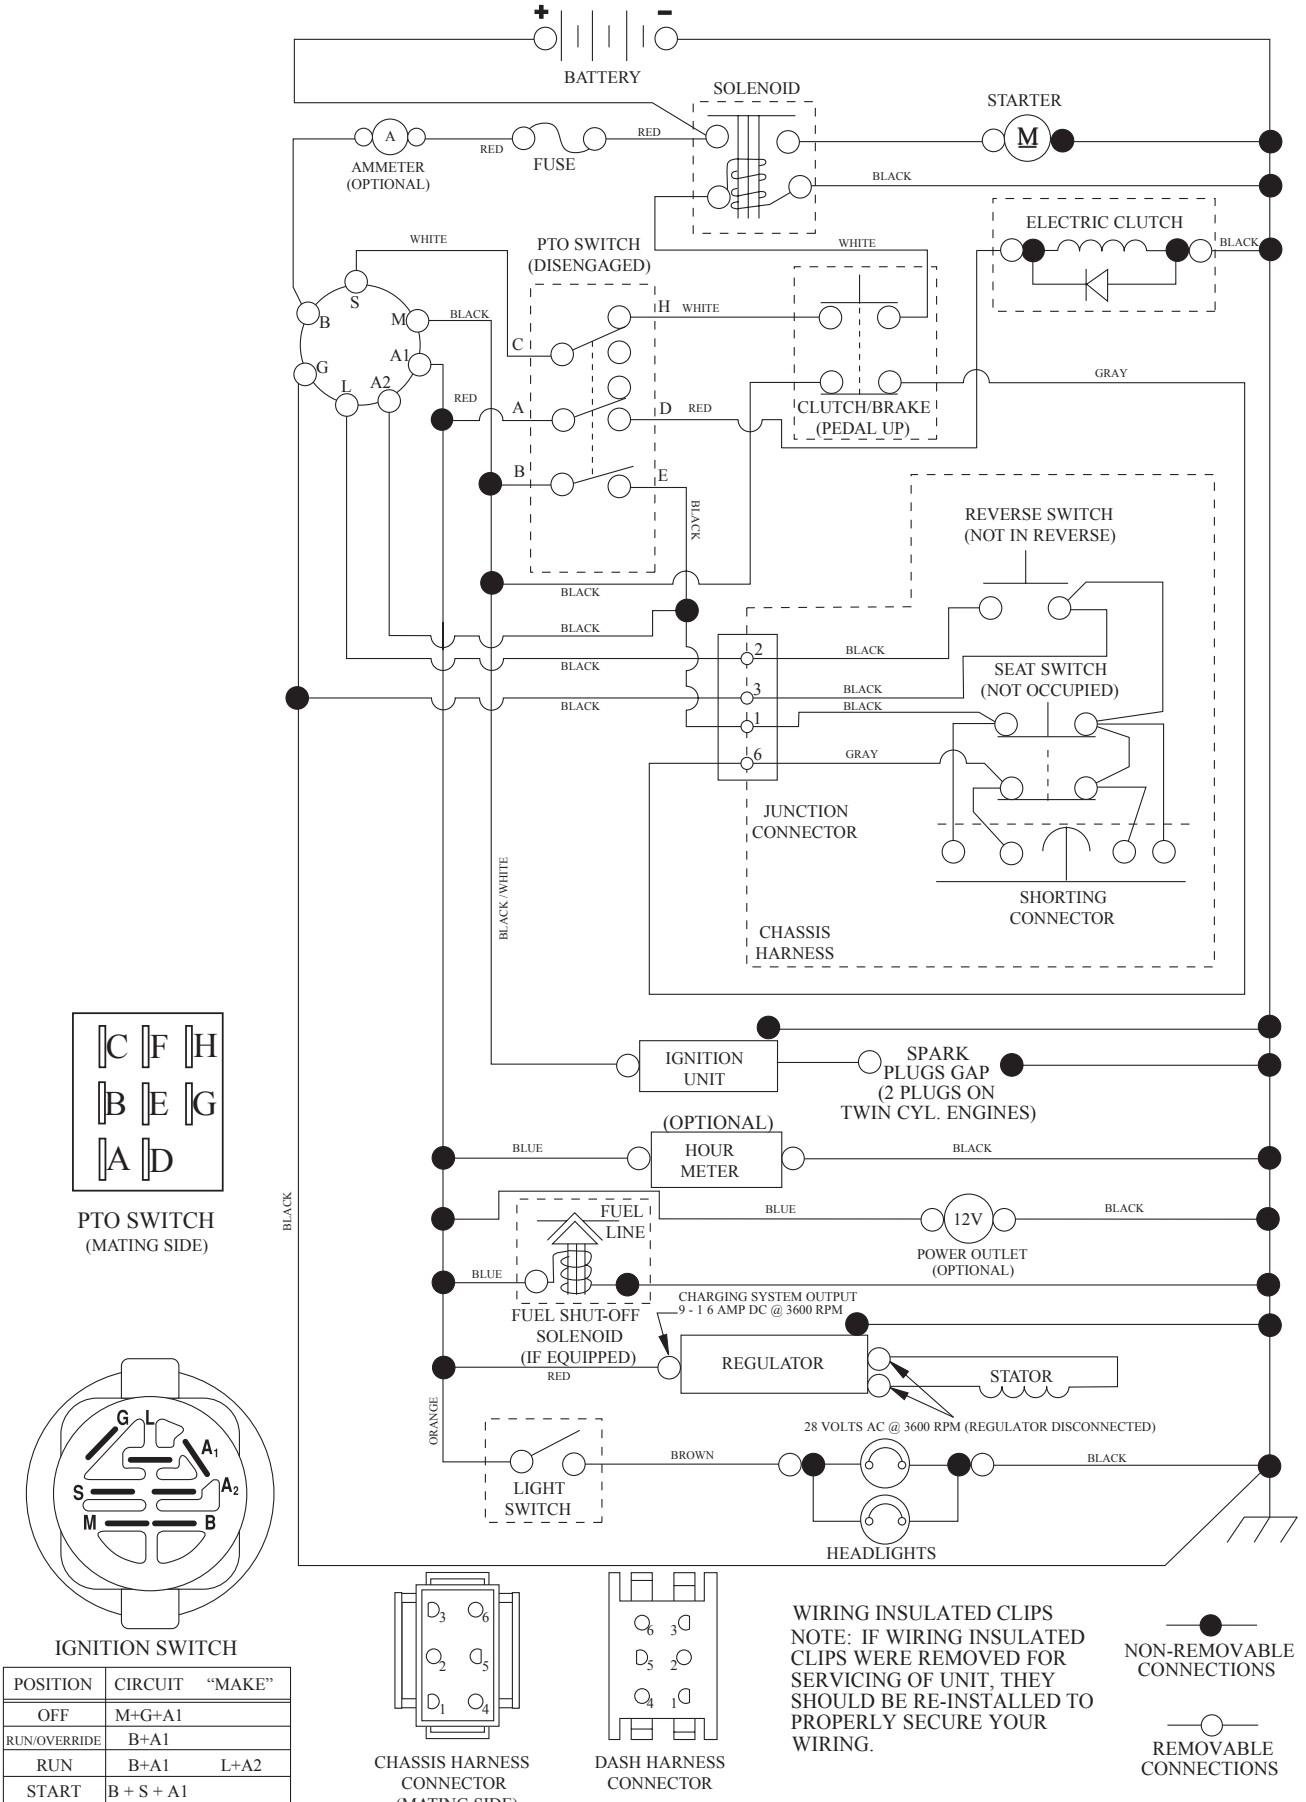 + −
BATTERY
SOLENOID
STARTER
M
A
RED
FUSE
RED
AMMETER
(OPTIONAL)
BLACK
WHITE
PTO SWITCH
(DISENGAGED)
WHITE
ELECTRIC CLUTCH
BLACK
S
B
M
BLACK
H
WHITE
C
G
A1
L
A2
RED
A
D
RED
GRAY
CLUTCH/BRAKE
(PEDAL UP)
B
E
BLACK
REVERSE SWITCH
(NOT IN REVERSE)
BLACK
BLACK
2
BLACK
BLACK
SEAT SWITCH
(NOT OCCUPIED)
3
BLACK
BLACK
BLACK
1
6
GRAY
JUNCTION
CONNECTOR
BLACK /WHITE
SHORTING
CONNECTOR
CHASSIS
HARNESS
C F H
B E G
A D
PTO SWITCH
(MATING SIDE)
IGNITION
UNIT
SPARK
PLUGS GAP
(2 PLUGS ON
TWIN CYL. ENGINES)
(OPTIONAL)
HOUR
METER
BLUE
BLACK
BLACK
FUEL
LINE
BLUE
12V
BLACK
POWER OUTLET
(OPTIONAL)
BLUE
FUEL SHUT-OFF
SOLENOID
(IF EQUIPPED)
CHARGING SYSTEM OUTPUT
9 - 1 6 AMP DC @ 3600 RPM
RED
REGULATOR
STATOR
28 VOLTS AC @ 3600 RPM (REGULATOR DISCONNECTED)
ORANGE
LIGHT
SWITCH
BROWN
BLACK
HEADLIGHTS
G L
A1
S A2
M B
IGNITION SWITCH
POSITION CIRCUIT “MAKE”
OFF M+G+A1
RUN/OVERRIDE B+A1
RUN B+A1 L+A2
START B + S + A1
3 6
2 5
1 4
CHASSIS HARNESS
CONNECTOR
(MATING SIDE)
6 3
5 2
4 1
DASH HARNESS
CONNECTOR
WIRING INSULATED CLIPS
NOTE: IF WIRING INSULATED
CLIPS WERE REMOVED FOR
SERVICING OF UNIT, THEY
SHOULD BE RE-INSTALLED TO
PROPERLY SECURE YOUR
WIRING.
NON-REMOVABLE
CONNECTIONS
REMOVABLE
CONNECTIONS